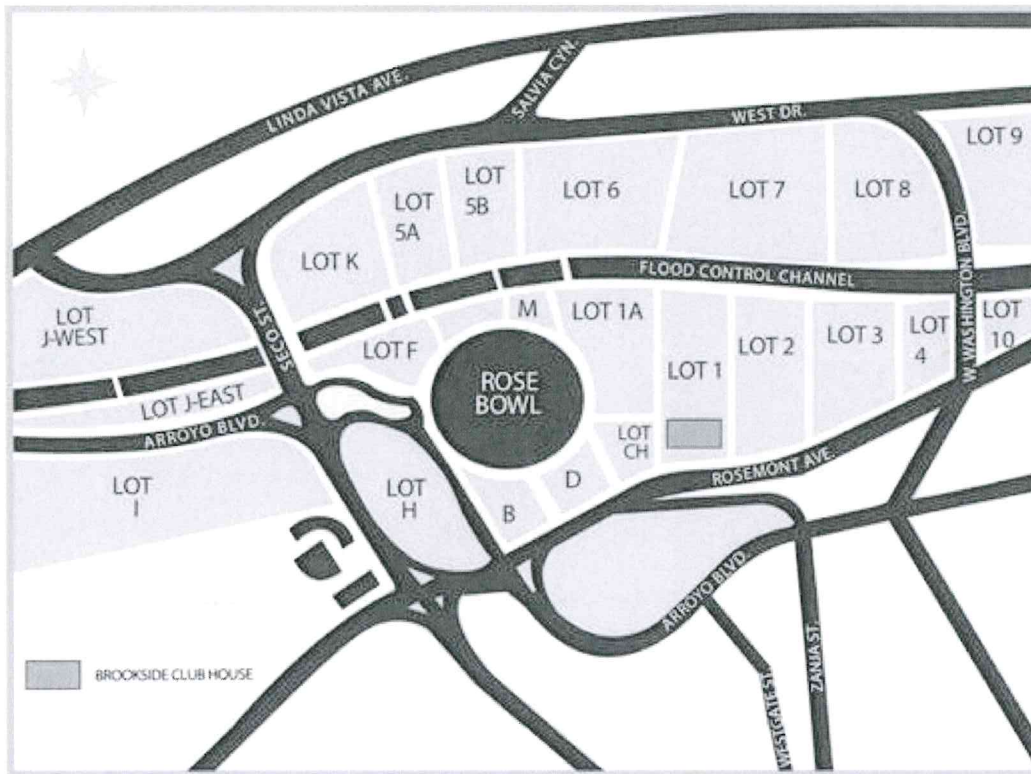 LINDA VISTA AVE.
SALVIA CYN.
WEST DR.
LOT 9
LOT
5A
LOT
5B
LOT 6
LOT 7
LOT 8
LOT K
FLOOD CONTROL CHANNEL
W. WASHINGTON BLVD.
LOT
J-WEST
SECO ST.
LOT F
M
LOT 1A
LOT 1
LOT 2
LOT 3
LOT
4
LOT
10
ROSE
BOWL
LOT J-EAST
ARROYO BLVD.
LOT
CH
ROSEMONT AVE.
LOT
I
LOT
H
B
D
ARROYO BLVD.
WESTGATE ST.
ZANJA ST.
BROOKSIDE CLUB HOUSE